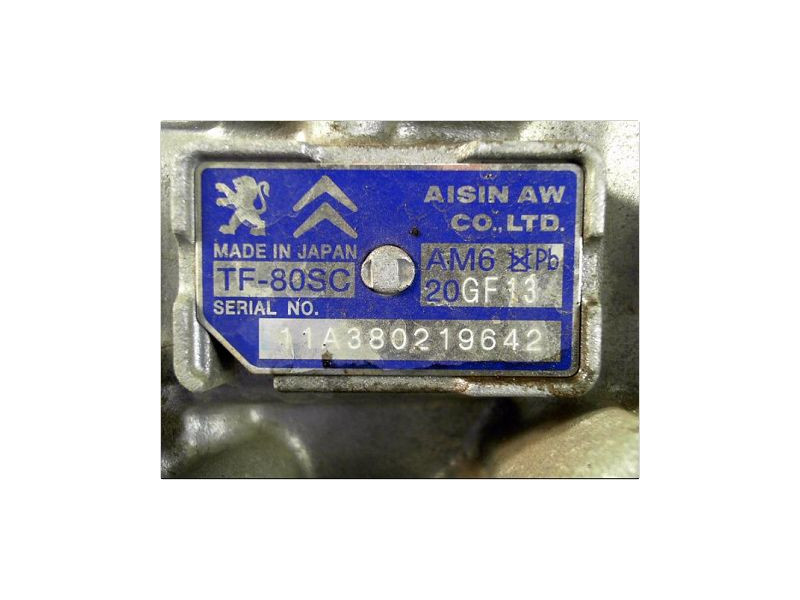 AISIN AW
CO., LTD.
MADE IN JAPAN
TF-80SC
AM6 Pb
20GF13
SERIAL NO.
11A380219642